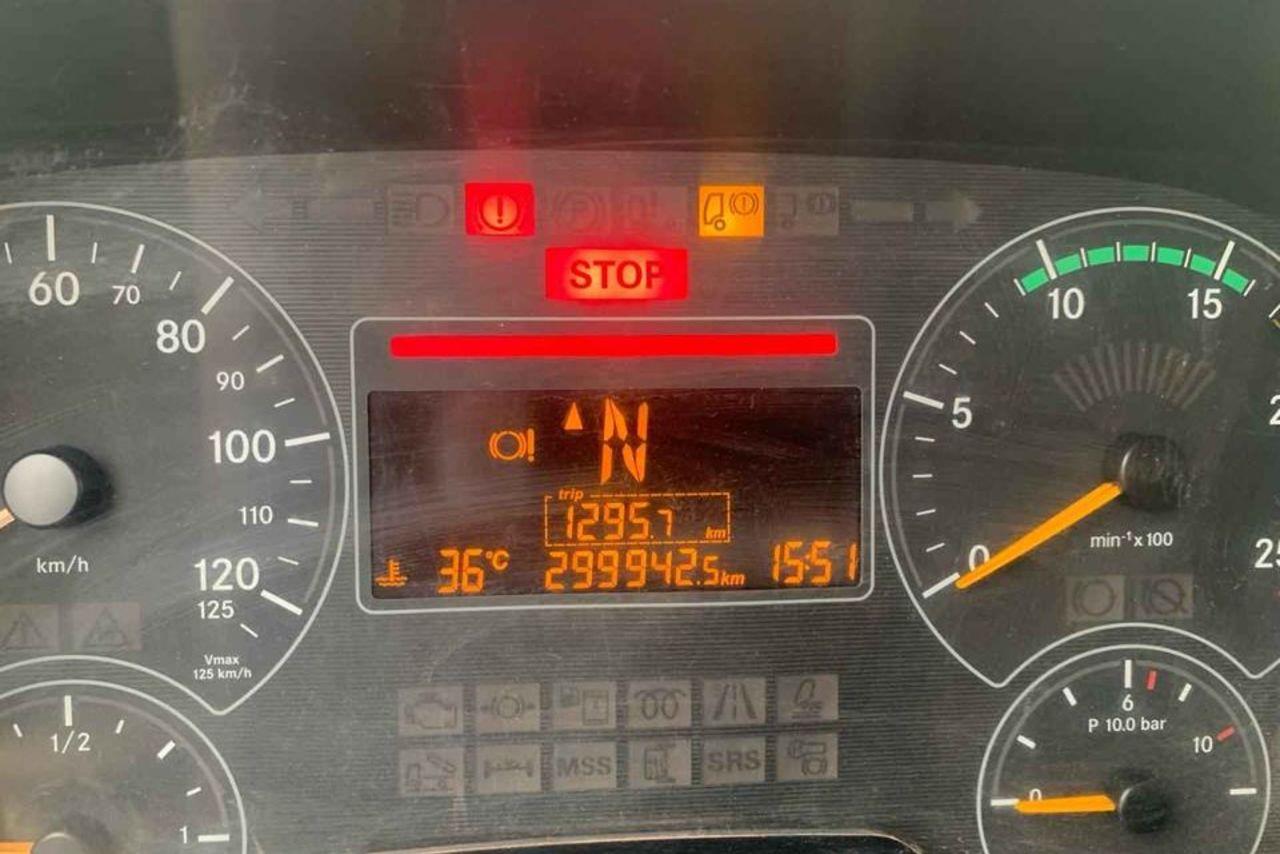 STOP
60
70
80
90
100
110
120
125
km/h
Vmax
125 km/h
1/2
1
N
trip
1295.7 km
36°C 299942.5km 15:51
0
5
10
15
min⁻¹x 100
MSS
SRS
0
6
10
P 10.0 bar